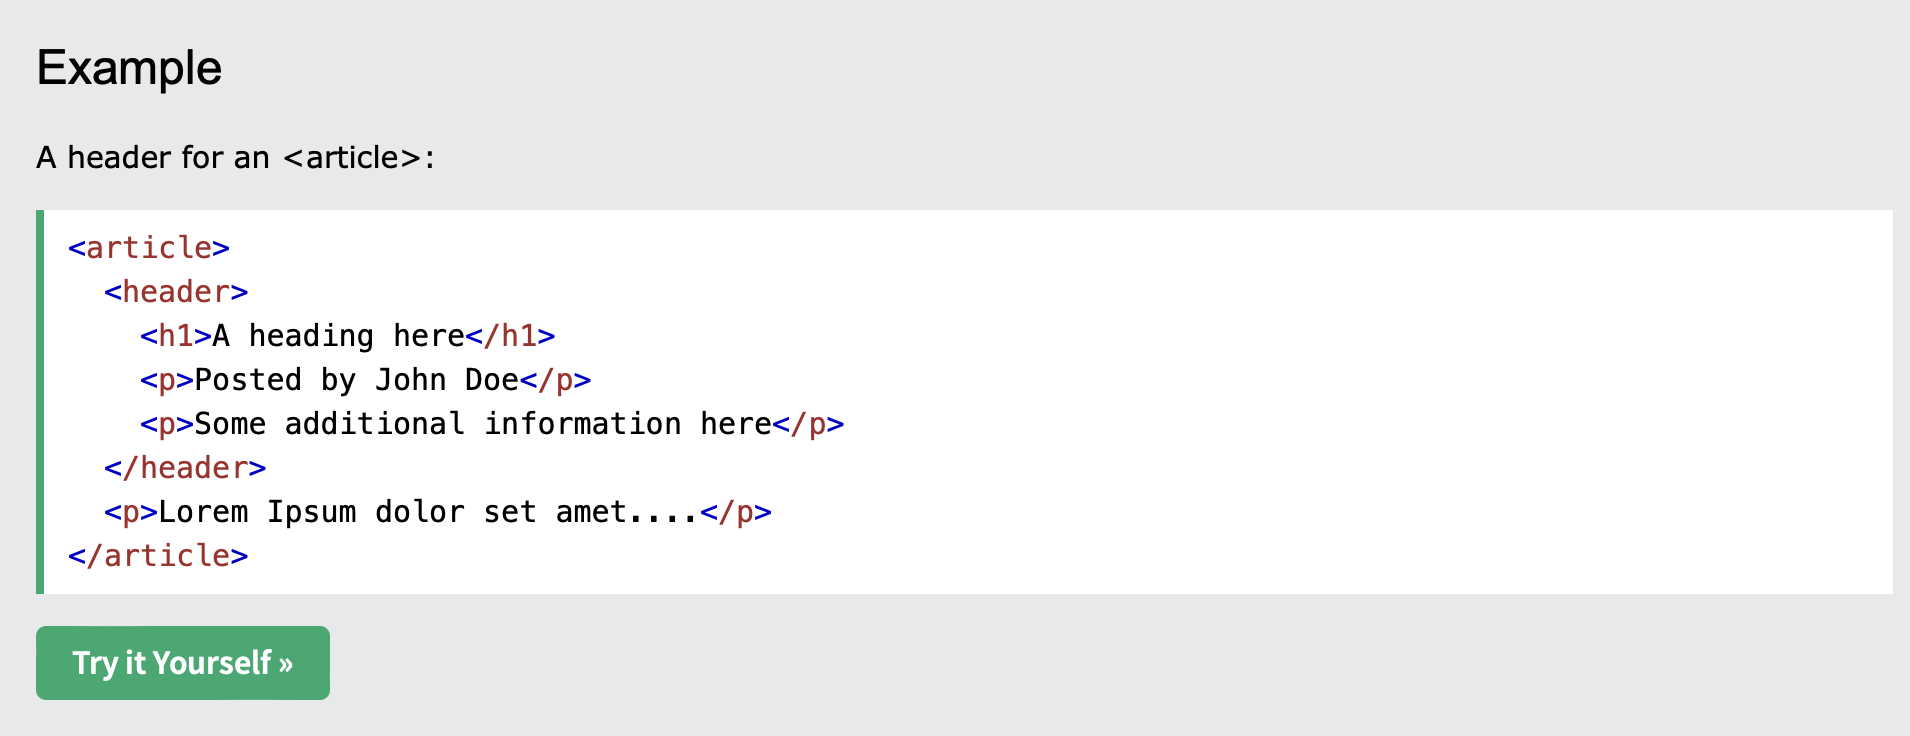 Example
A header for an <article>:
<article>
  <header>
    <h1>A heading here</h1>
    <p>Posted by John Doe</p>
    <p>Some additional information here</p>
  </header>
  <p>Lorem Ipsum dolor set amet....</p>
</article>
Try it Yourself »